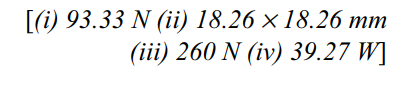 [(i) 93.33 N (ii) 18.26 × 18.26 mm
(iii) 260 N (iv) 39.27 W]